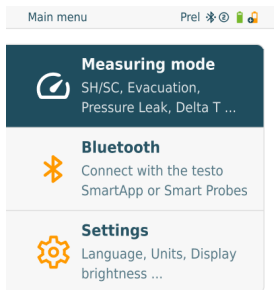 Main menu Prel 2
Measuring mode
SH/SC, Evacuation,
Pressure Leak, Delta T ...
Bluetooth
Connect with the testo
SmartApp or Smart Probes
Settings
Language, Units, Display
brightness ...